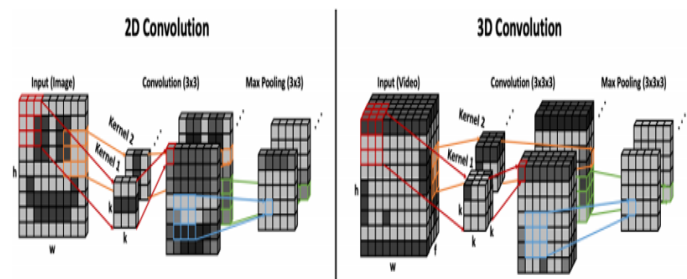 2D Convolution
Input (Image)
Convolution (3x3)
Max Pooling (3x3)
Kernel 2
Kernel 1
h
w
k
k
3D Convolution
Input (Video)
Convolution (3x3x3)
Max Pooling (3x3x3)
Kernel 2
Kernel 1
h
w
f
k
k